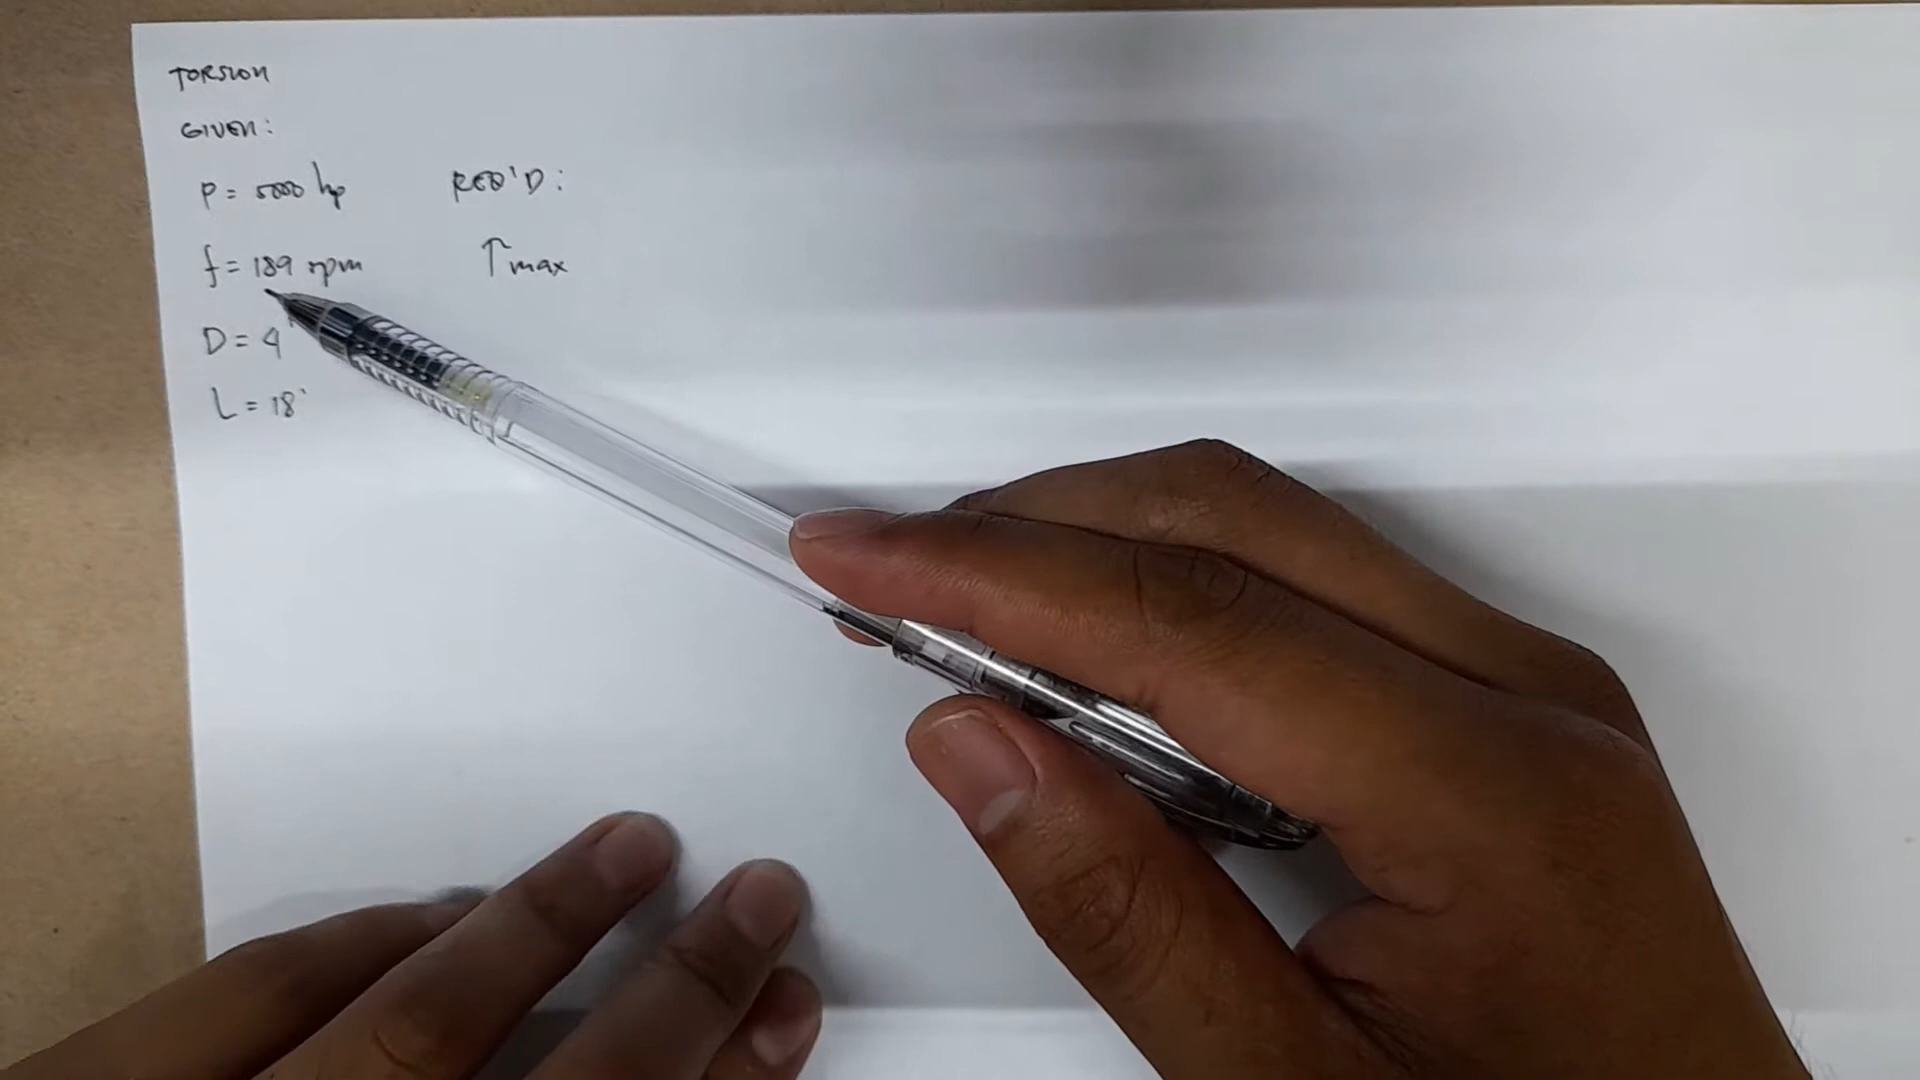 TORSION
GIVEN:
P = 5000 hp
REQ'D:
f = 189 rpm
τmax
D = 4"
L = 18'